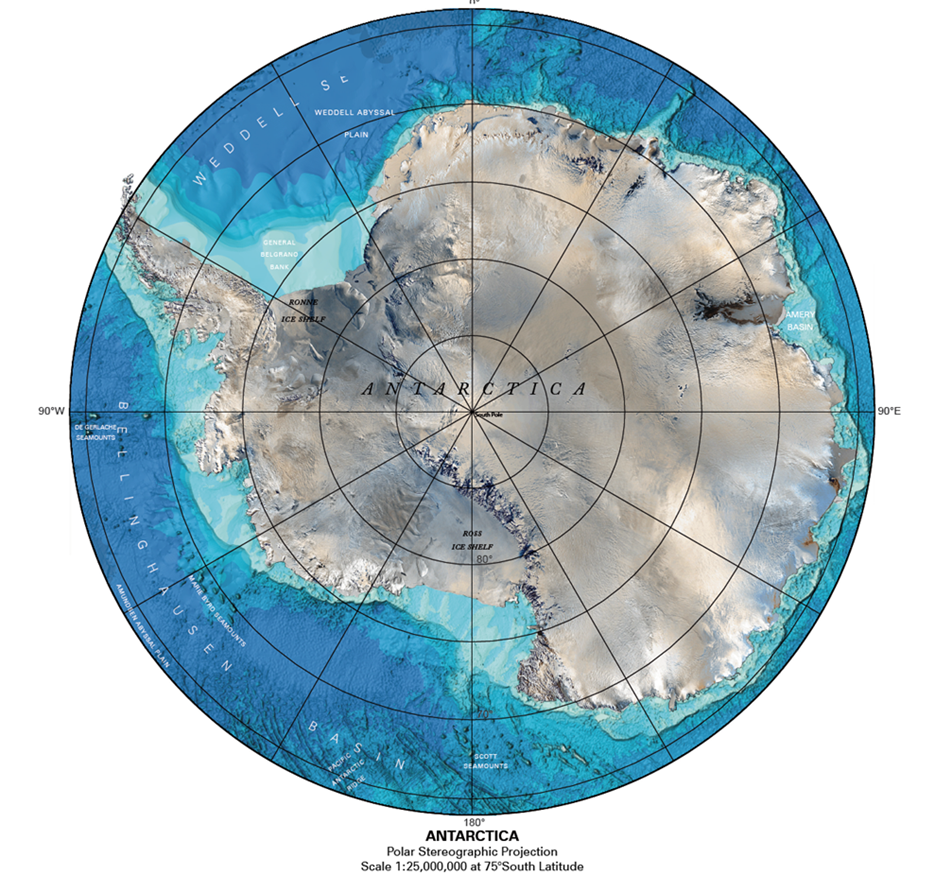 0°
WEDDELL SE
WEDDELL ABYSSAL
PLAIN
GENERAL
BELGRANO
BANK
RONNE
ICE SHELF
AMERY
BASIN
ANTARCTICA
90°W
South Pole
90°E
DE GERLACHE
SEAMOUNTS
BELLINGHAUSEN
ROSS
ICE SHELF
80°
MARIE BYRD SEAMOUNTS
AMUNDSEN ABYSSAL PLAIN
70°
BASIN
PACIFIC
ANTARCTIC
RIDGE
SCOTT
SEAMOUNTS
180°
ANTARCTICA
Polar Stereographic Projection
Scale 1:25,000,000 at 75°South Latitude